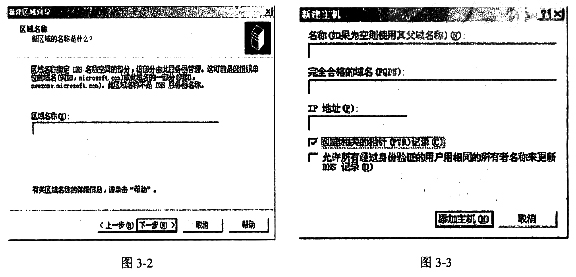 新建区域向导
区域名称
新区域的名称是什么?
区域名称指定 DNS 名称空间的部分，该部分由此服务器管理。这可能是您组织单
位的域名(例如，microsoft.com)或此域名的一部分(例如，
newzone.microsoft.com)。此区域名称不是 DNS 服务器名称。
区域名称(Z):
有关区域名称的详细信息，请单击“帮助”。
<上一步(B)
下一步(N)>
取消
帮助
图 3-2
新建主机
名称(如果为空则使用其父域名称)(N):
完全合格的域名(FQDN):
IP 地址(P):
创建相关的指针(PTR)记录(C)
允许所有经过身份验证的用户用相同的所有者名称来更新
DNS 记录(O)
添加主机(H)
取消
图 3-3